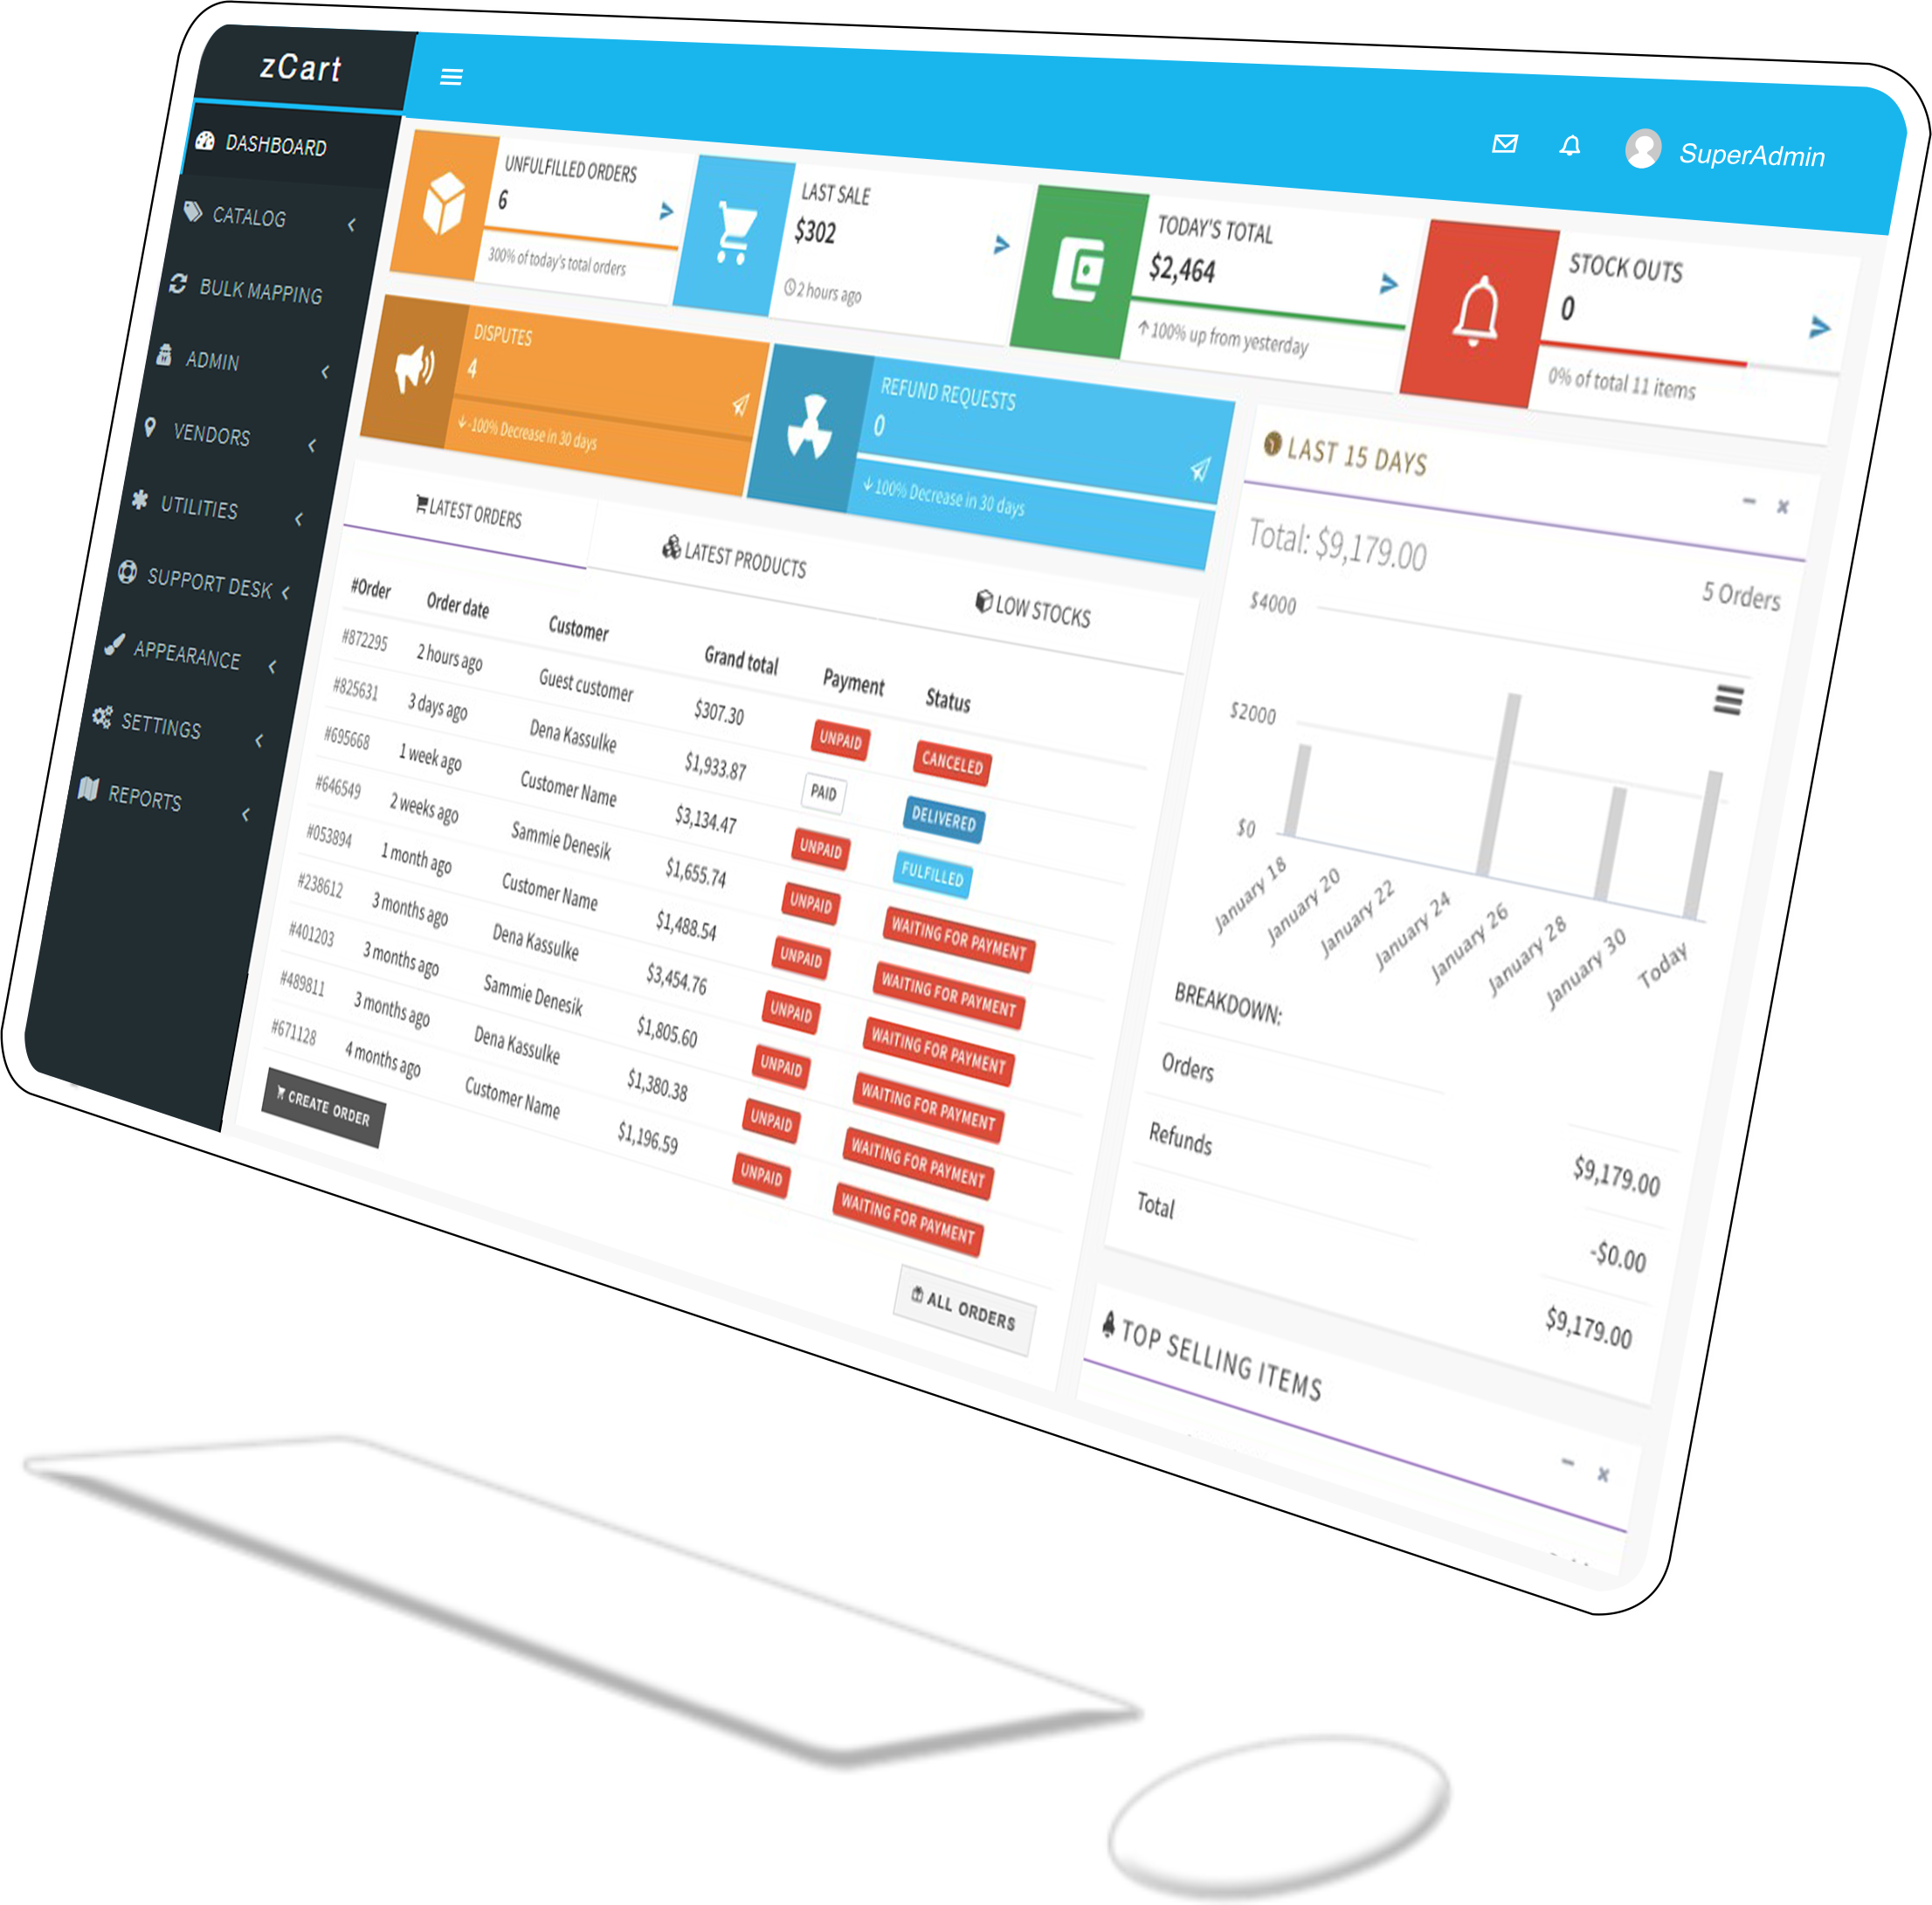 zCart
SuperAdmin
DASHBOARD
CATALOG
BULK MAPPING
ADMIN
VENDORS
UTILITIES
SUPPORT DESK
APPEARANCE
SETTINGS
REPORTS
UNFULFILLED ORDERS
6
300% of today's total orders
LAST SALE
$302
2 hours ago
TODAY'S TOTAL
$2,464
100% up from yesterday
STOCK OUTS
0
0% of total 11 items
DISPUTES
4
-100% Decrease in 30 days
REFUND REQUESTS
0
100% Decrease in 30 days
LATEST ORDERS LATEST PRODUCTS LOW STOCKS
#Order Order date Customer Grand total Payment Status
#872295 2 hours ago Guest customer $307.30 UNPAID CANCELED
#825631 3 days ago Dena Kassulke $1,933.87 PAID DELIVERED
#695668 1 week ago Customer Name $3,134.47 UNPAID FULFILLED
#646549 2 weeks ago Sammie Denesik $1,655.74 UNPAID WAITING FOR PAYMENT
#053894 1 month ago Customer Name $1,488.54 UNPAID WAITING FOR PAYMENT
#238612 3 months ago Dena Kassulke $3,454.76 UNPAID WAITING FOR PAYMENT
#401203 3 months ago Sammie Denesik $1,805.60 UNPAID WAITING FOR PAYMENT
#489811 3 months ago Dena Kassulke $1,380.38 UNPAID WAITING FOR PAYMENT
#671128 4 months ago Customer Name $1,196.59 UNPAID WAITING FOR PAYMENT
CREATE ORDER
ALL ORDERS
LAST 15 DAYS
Total: $9,179.00
5 Orders
$4000
$2000
$0
January 18
January 20
January 22
January 24
January 26
January 28
January 30
Today
BREAKDOWN:
Orders $9,179.00
Refunds -$0.00
Total $9,179.00
TOP SELLING ITEMS